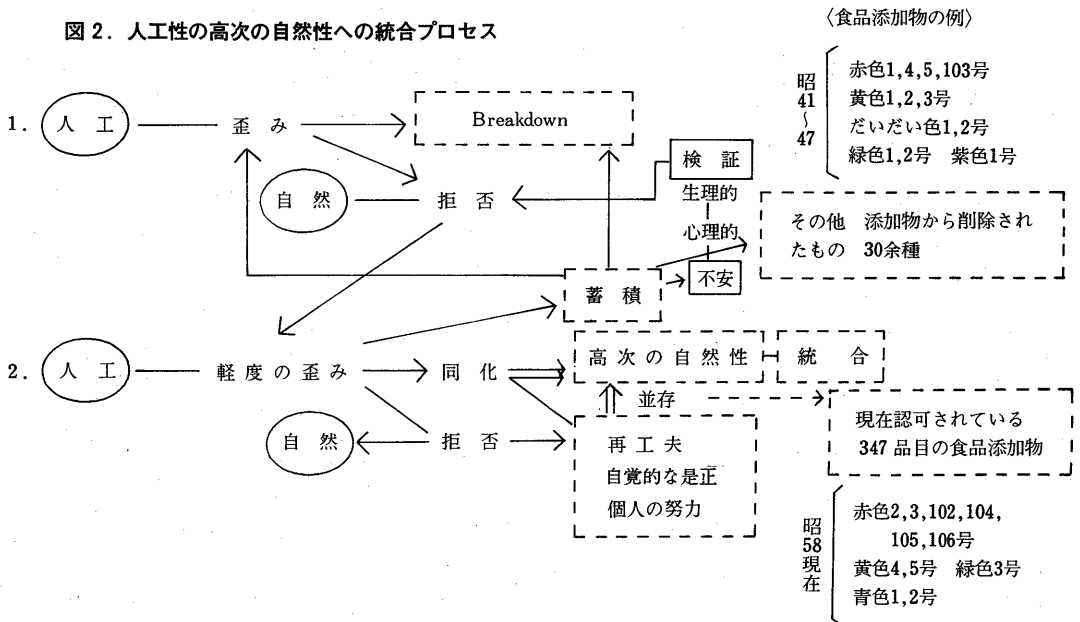 図2. 人工性の高次の自然性への統合プロセス
〈食品添加物の例〉
昭41~47
赤色1,4,5,103号
黄色1,2,3号
だいだい色1,2号
緑色1,2号 紫色1号
1. 人工
歪み
Breakdown
検証
生理的
自然
拒否
心理的
その他 添加物から削除され
たもの 30余種
不安
蓄積
2. 人工
軽度の歪み
同化
高次の自然性
統合
並存
自然
拒否
再工夫
自覚的な是正
個人の努力
現在認可されている
347品目の食品添加物
昭58現在
赤色2,3,102,104,
105,106号
黄色4,5号 緑色3号
青色1,2号